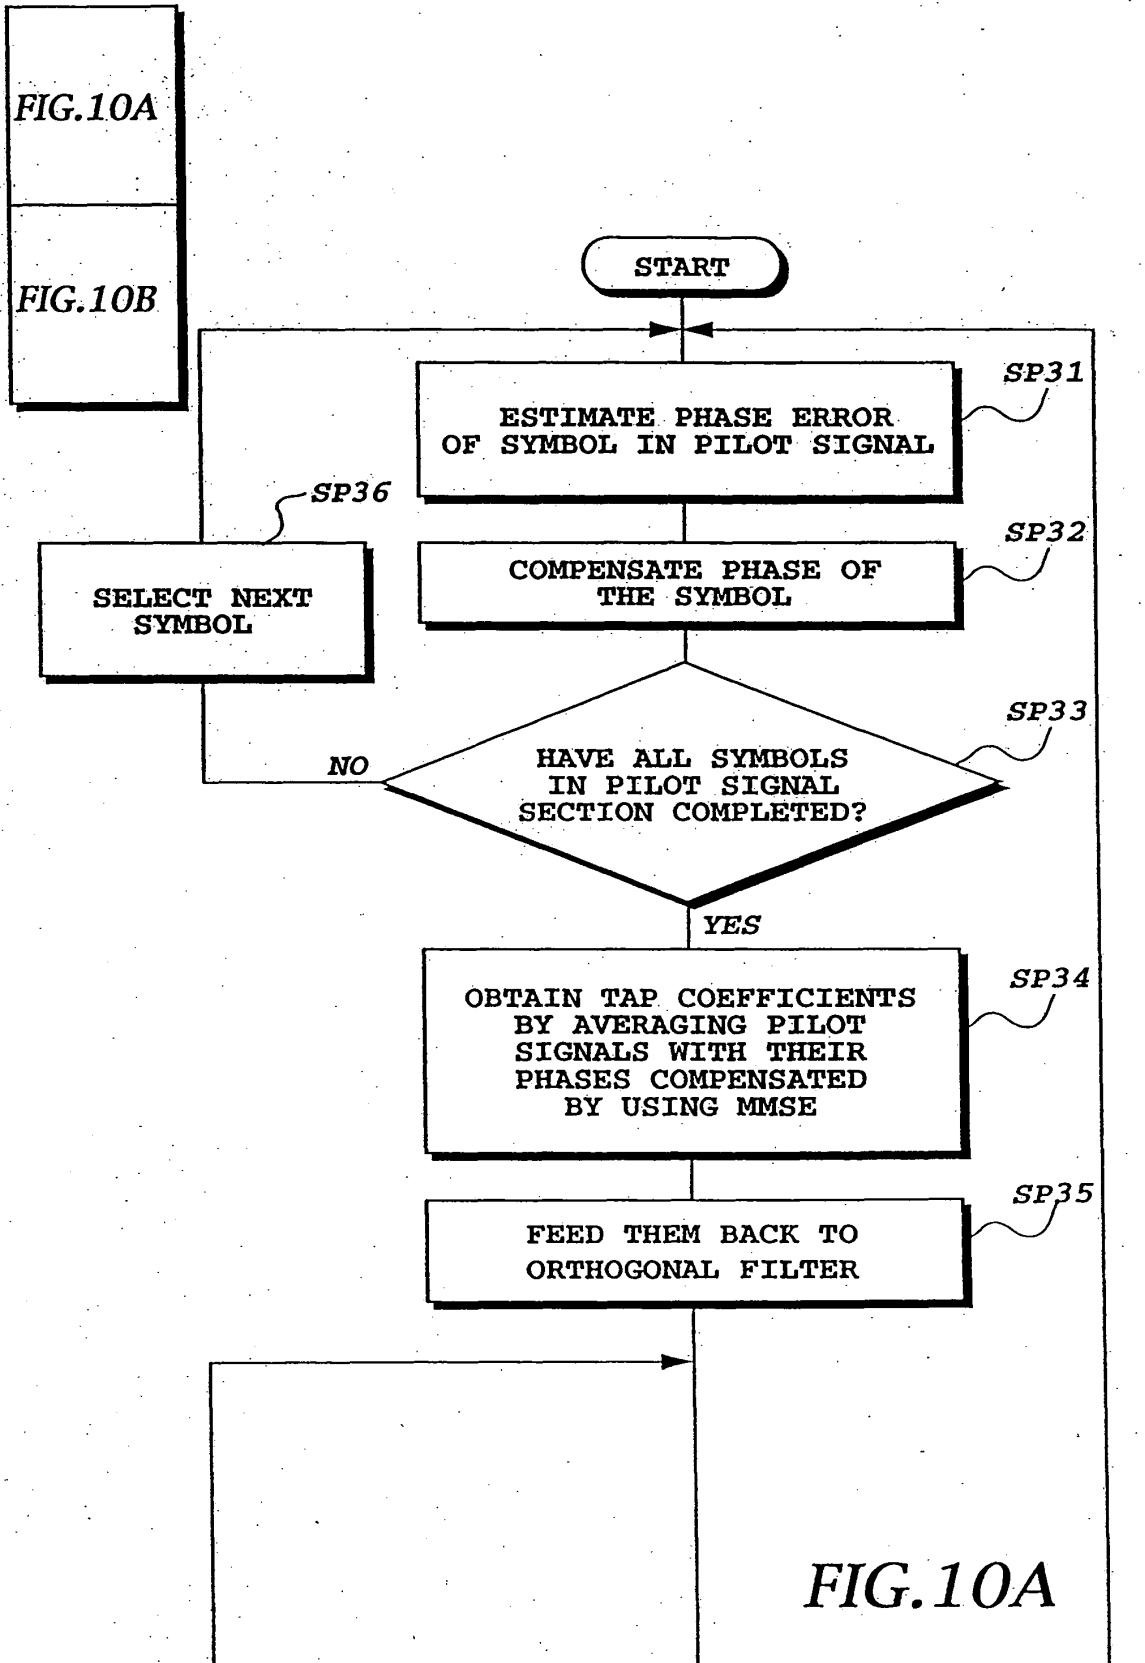 FIG.10A
FIG.10B
START
SP31
ESTIMATE PHASE ERROR
OF SYMBOL IN PILOT SIGNAL
SP36
SELECT NEXT
SYMBOL
SP32
COMPENSATE PHASE OF
THE SYMBOL
SP33
HAVE ALL SYMBOLS
IN PILOT SIGNAL
SECTION COMPLETED?
NO
YES
SP34
OBTAIN TAP COEFFICIENTS
BY AVERAGING PILOT
SIGNALS WITH THEIR
PHASES COMPENSATED
BY USING MMSE
SP35
FEED THEM BACK TO
ORTHOGONAL FILTER
FIG.10A